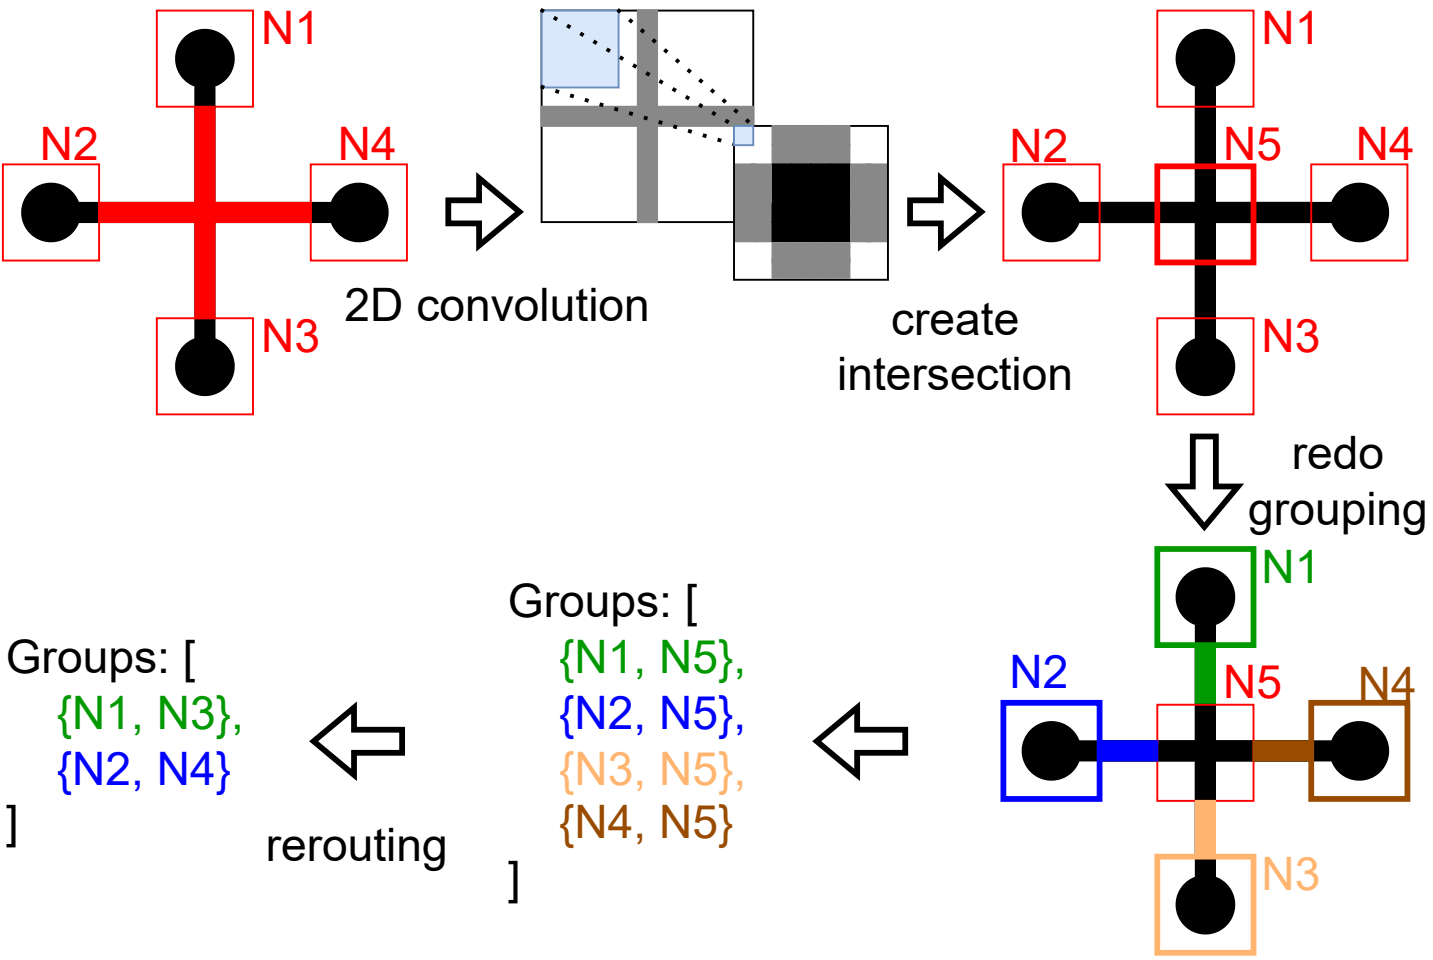 N1
N2
N4
N3
2D convolution
create
intersection
N1
N2
N5
N4
N3
redo
grouping
N1
N2
N5
N4
N3
Groups: [
{N1, N5},
{N2, N5},
{N3, N5},
{N4, N5}
]
rerouting
Groups: [
{N1, N3},
{N2, N4}
]